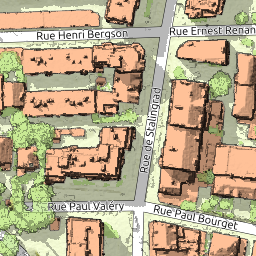 Rue Henri Bergson
Rue Ernest Renan
Rue de Stalingrad
Rue Paul Valéry
Rue Paul Bourget